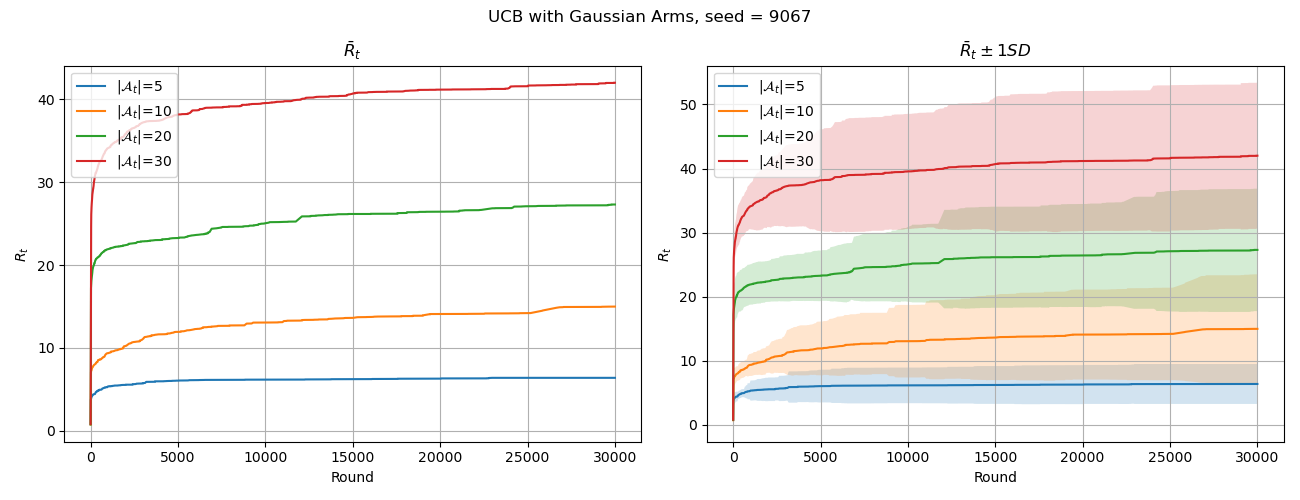 UCB with Gaussian Arms, seed = 9067
R̄ₜ
R̄ₜ ± 1SD
|𝒜ₜ|=5
|𝒜ₜ|=10
|𝒜ₜ|=20
|𝒜ₜ|=30
40
30
20
10
0
Rₜ
0 5000 10000 15000 20000 25000 30000
Round
|𝒜ₜ|=5
|𝒜ₜ|=10
|𝒜ₜ|=20
|𝒜ₜ|=30
50
40
30
20
10
0
Rₜ
0 5000 10000 15000 20000 25000 30000
Round